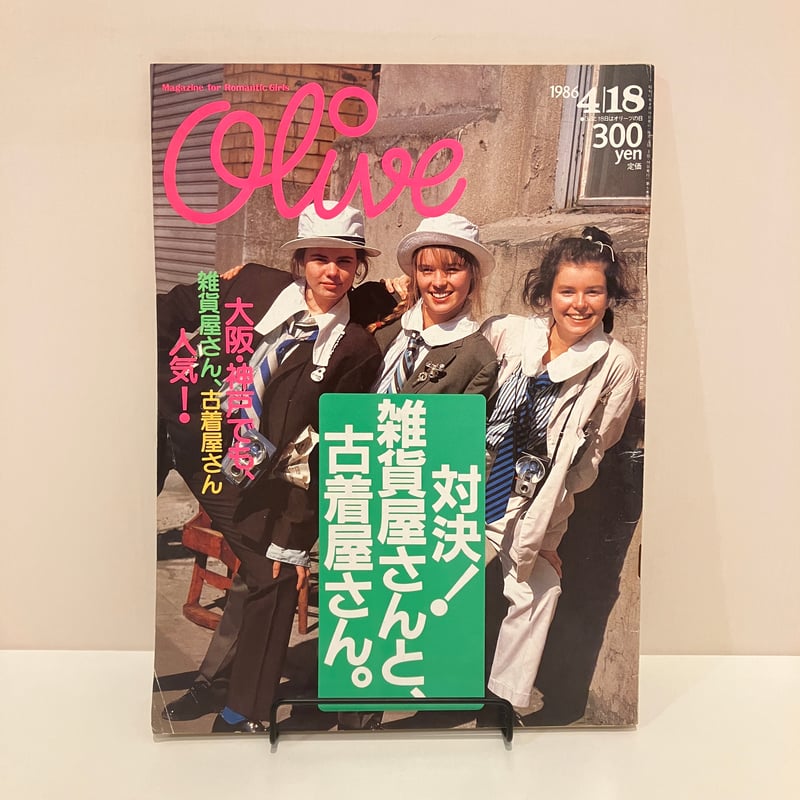 Magazine for Romantic Girls
Olive
1986 4|18
300
yen
定価
大阪・神戸でも、
雑貨屋さん、古着屋さん
人気！
対決！
雑貨屋さんと、
古着屋さん。